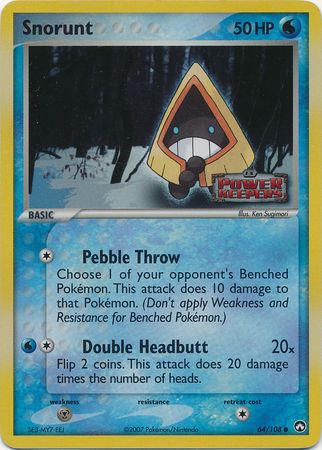 Snorunt 50 HP
POWER
KEEPERS
BASIC
Illus. Ken Sugimori
Pebble Throw
Choose 1 of your opponent's Benched
Pokémon. This attack does 10 damage to
that Pokémon. (Don't apply Weakness and
Resistance for Benched Pokémon.)
Double Headbutt 20x
Flip 2 coins. This attack does 20 damage
times the number of heads.
weakness resistance retreat cost
©2007 Pokémon/Nintendo 64/108